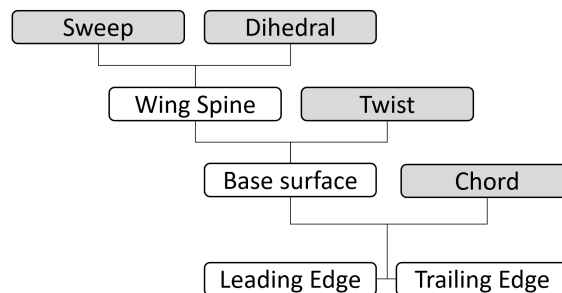 Sweep
Dihedral
Wing Spine
Twist
Base surface
Chord
Leading Edge
Trailing Edge